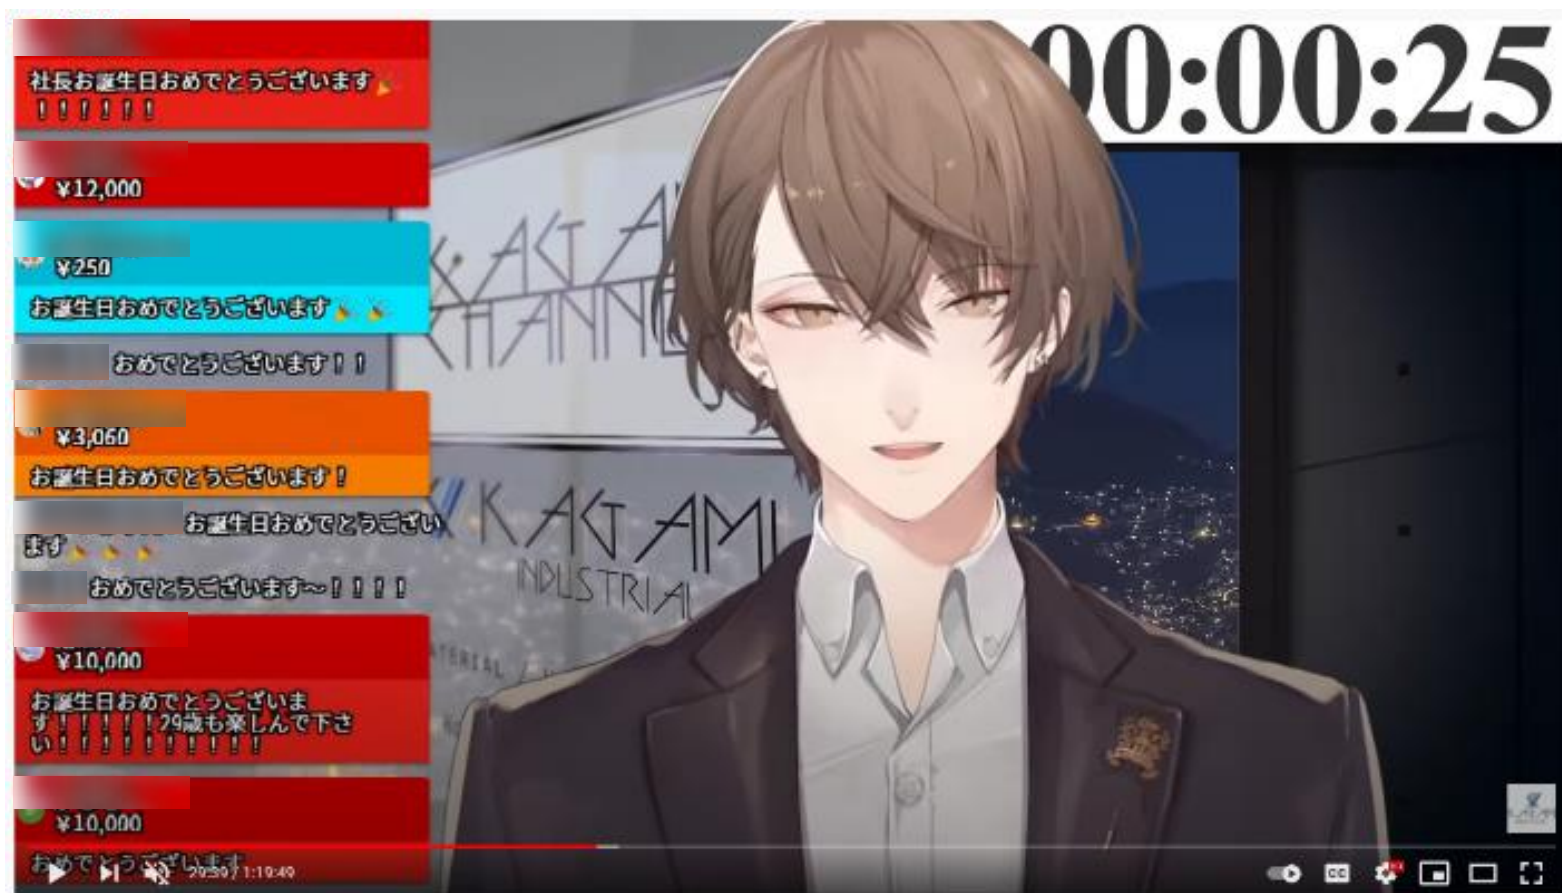 社長お誕生日おめでとうございます🎉
！！！！！！
¥12,000
¥250
お誕生日おめでとうございます🎉🎉
おめでとうございます！！
¥3,060
お誕生日おめでとうございます！
お誕生日おめでとうござい
ます🎉🎉🎉
おめでとうございます〜！！！！
¥10,000
お誕生日おめでとうございま
す！！！！！29歳も楽しんで下さ
い！！！！！！！！！！
¥10,000
おめでとうございます
00:00:25
KAGAMI
CHANNEL
KAGAMI
INDUSTRIAL
29:59 / 1:19:49
CC